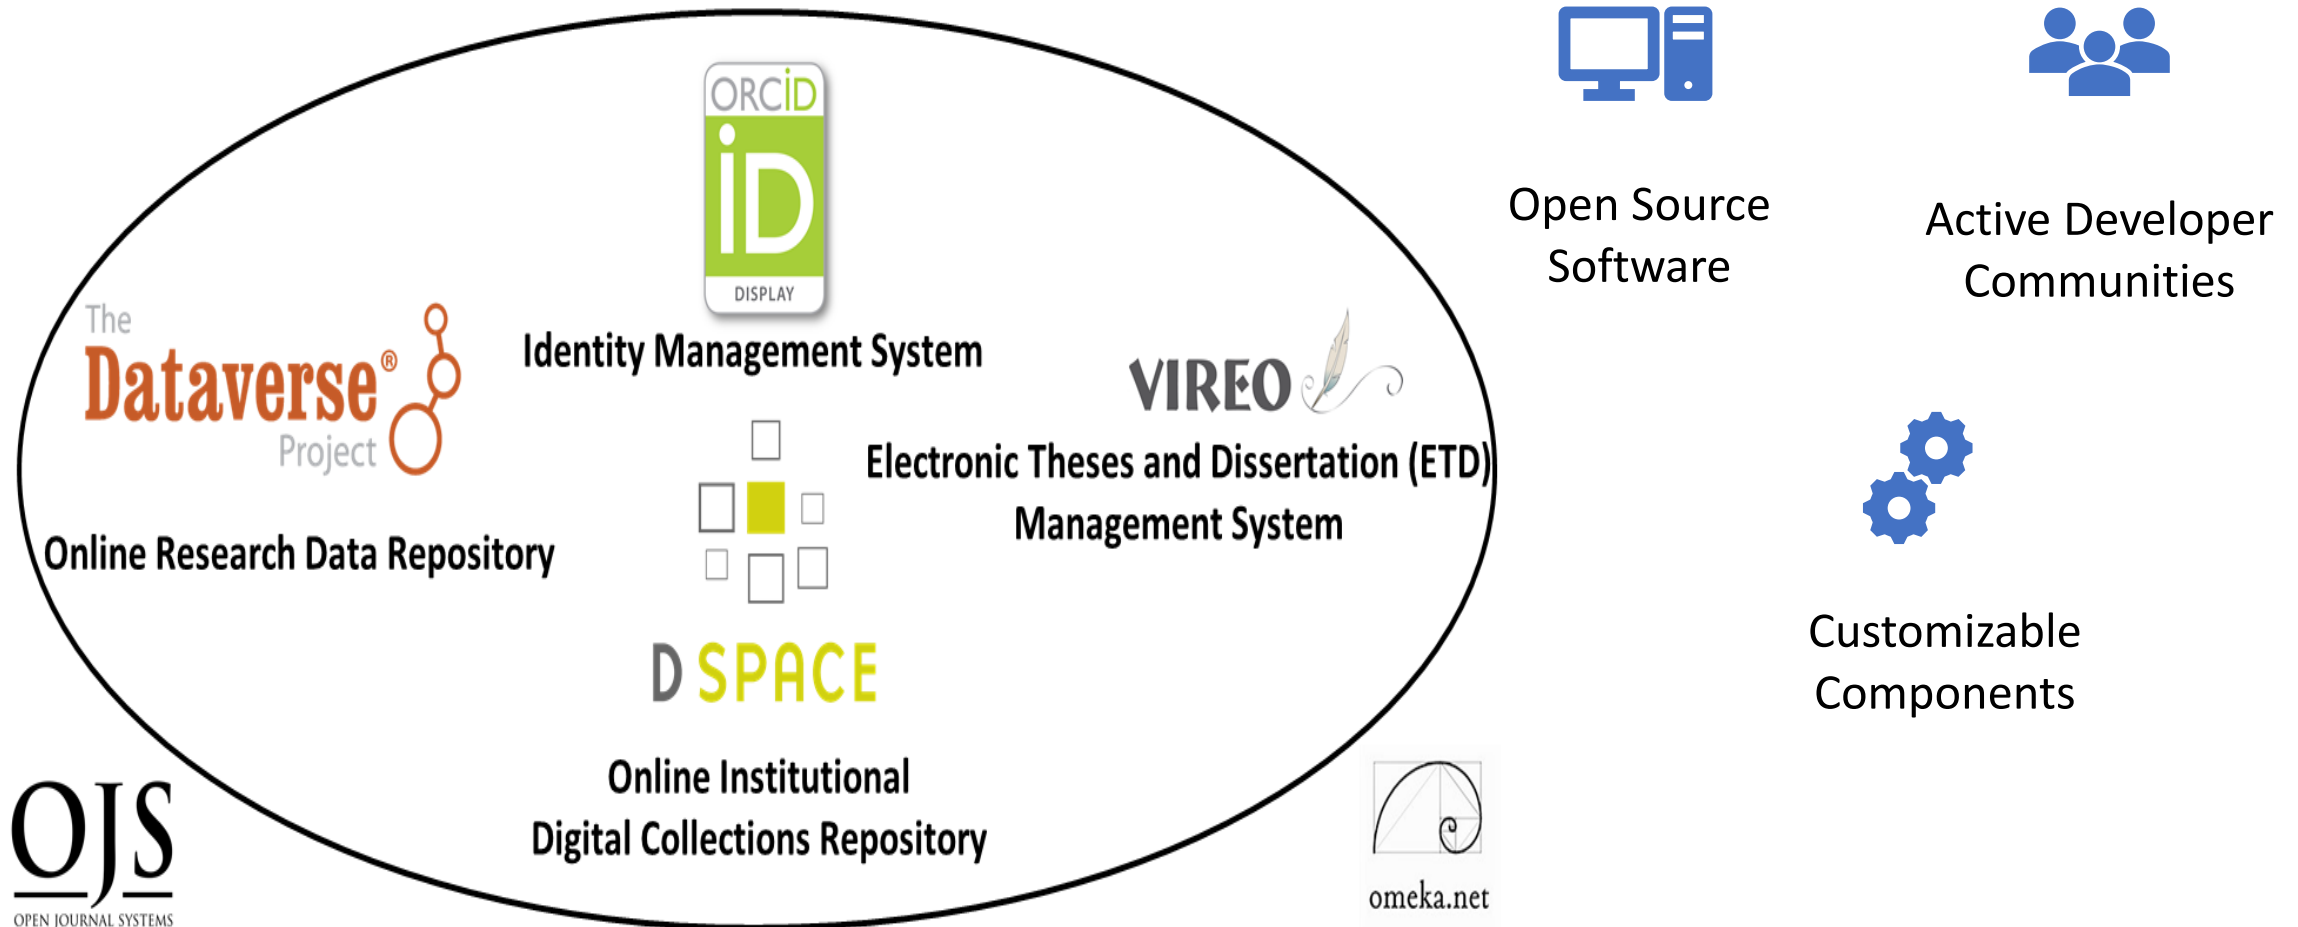 ORCiD
iD
DISPLAY
Identity Management System
The
Dataverse®
Project
Online Research Data Repository
VIREO
Electronic Theses and Dissertation (ETD)
Management System
D SPACE
Online Institutional
Digital Collections Repository
OJS
OPEN JOURNAL SYSTEMS
omeka.net
Open Source
Software
Active Developer
Communities
Customizable
Components